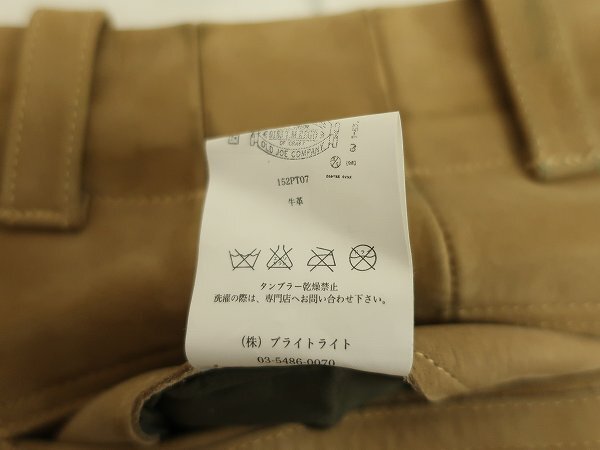 OF CRAFT
OLD JOE COMPANY
152PT07
牛革
タンブラー乾燥禁止
洗濯の際は、専門店へお問い合わせ下さい。
(株) ブライトライト
03-5486-0070